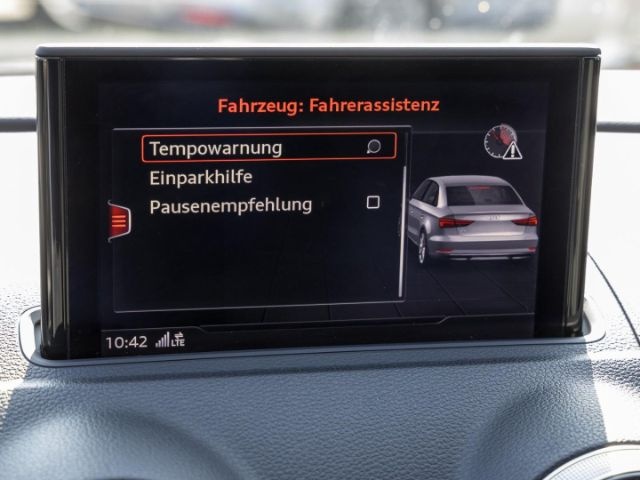 Fahrzeug: Fahrerassistenz
Tempowarnung
Einparkhilfe
Pausenempfehlung
10:42 LTE